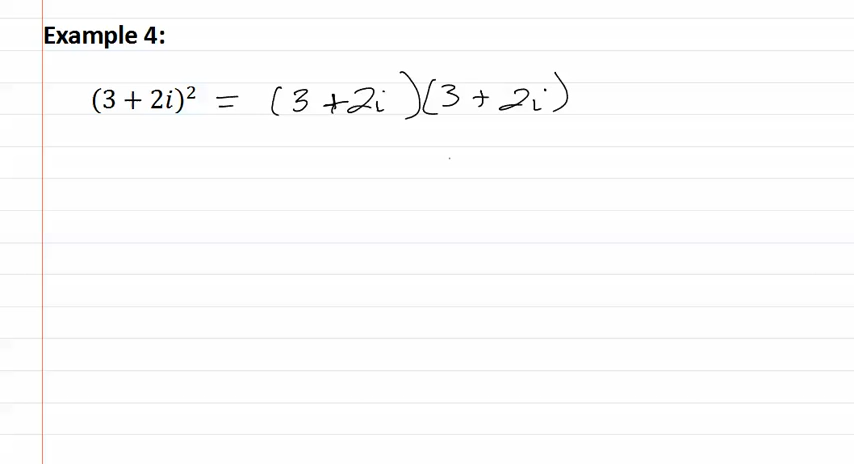 Example 4:
(3 + 2i)² = (3 + 2i)(3 + 2i)